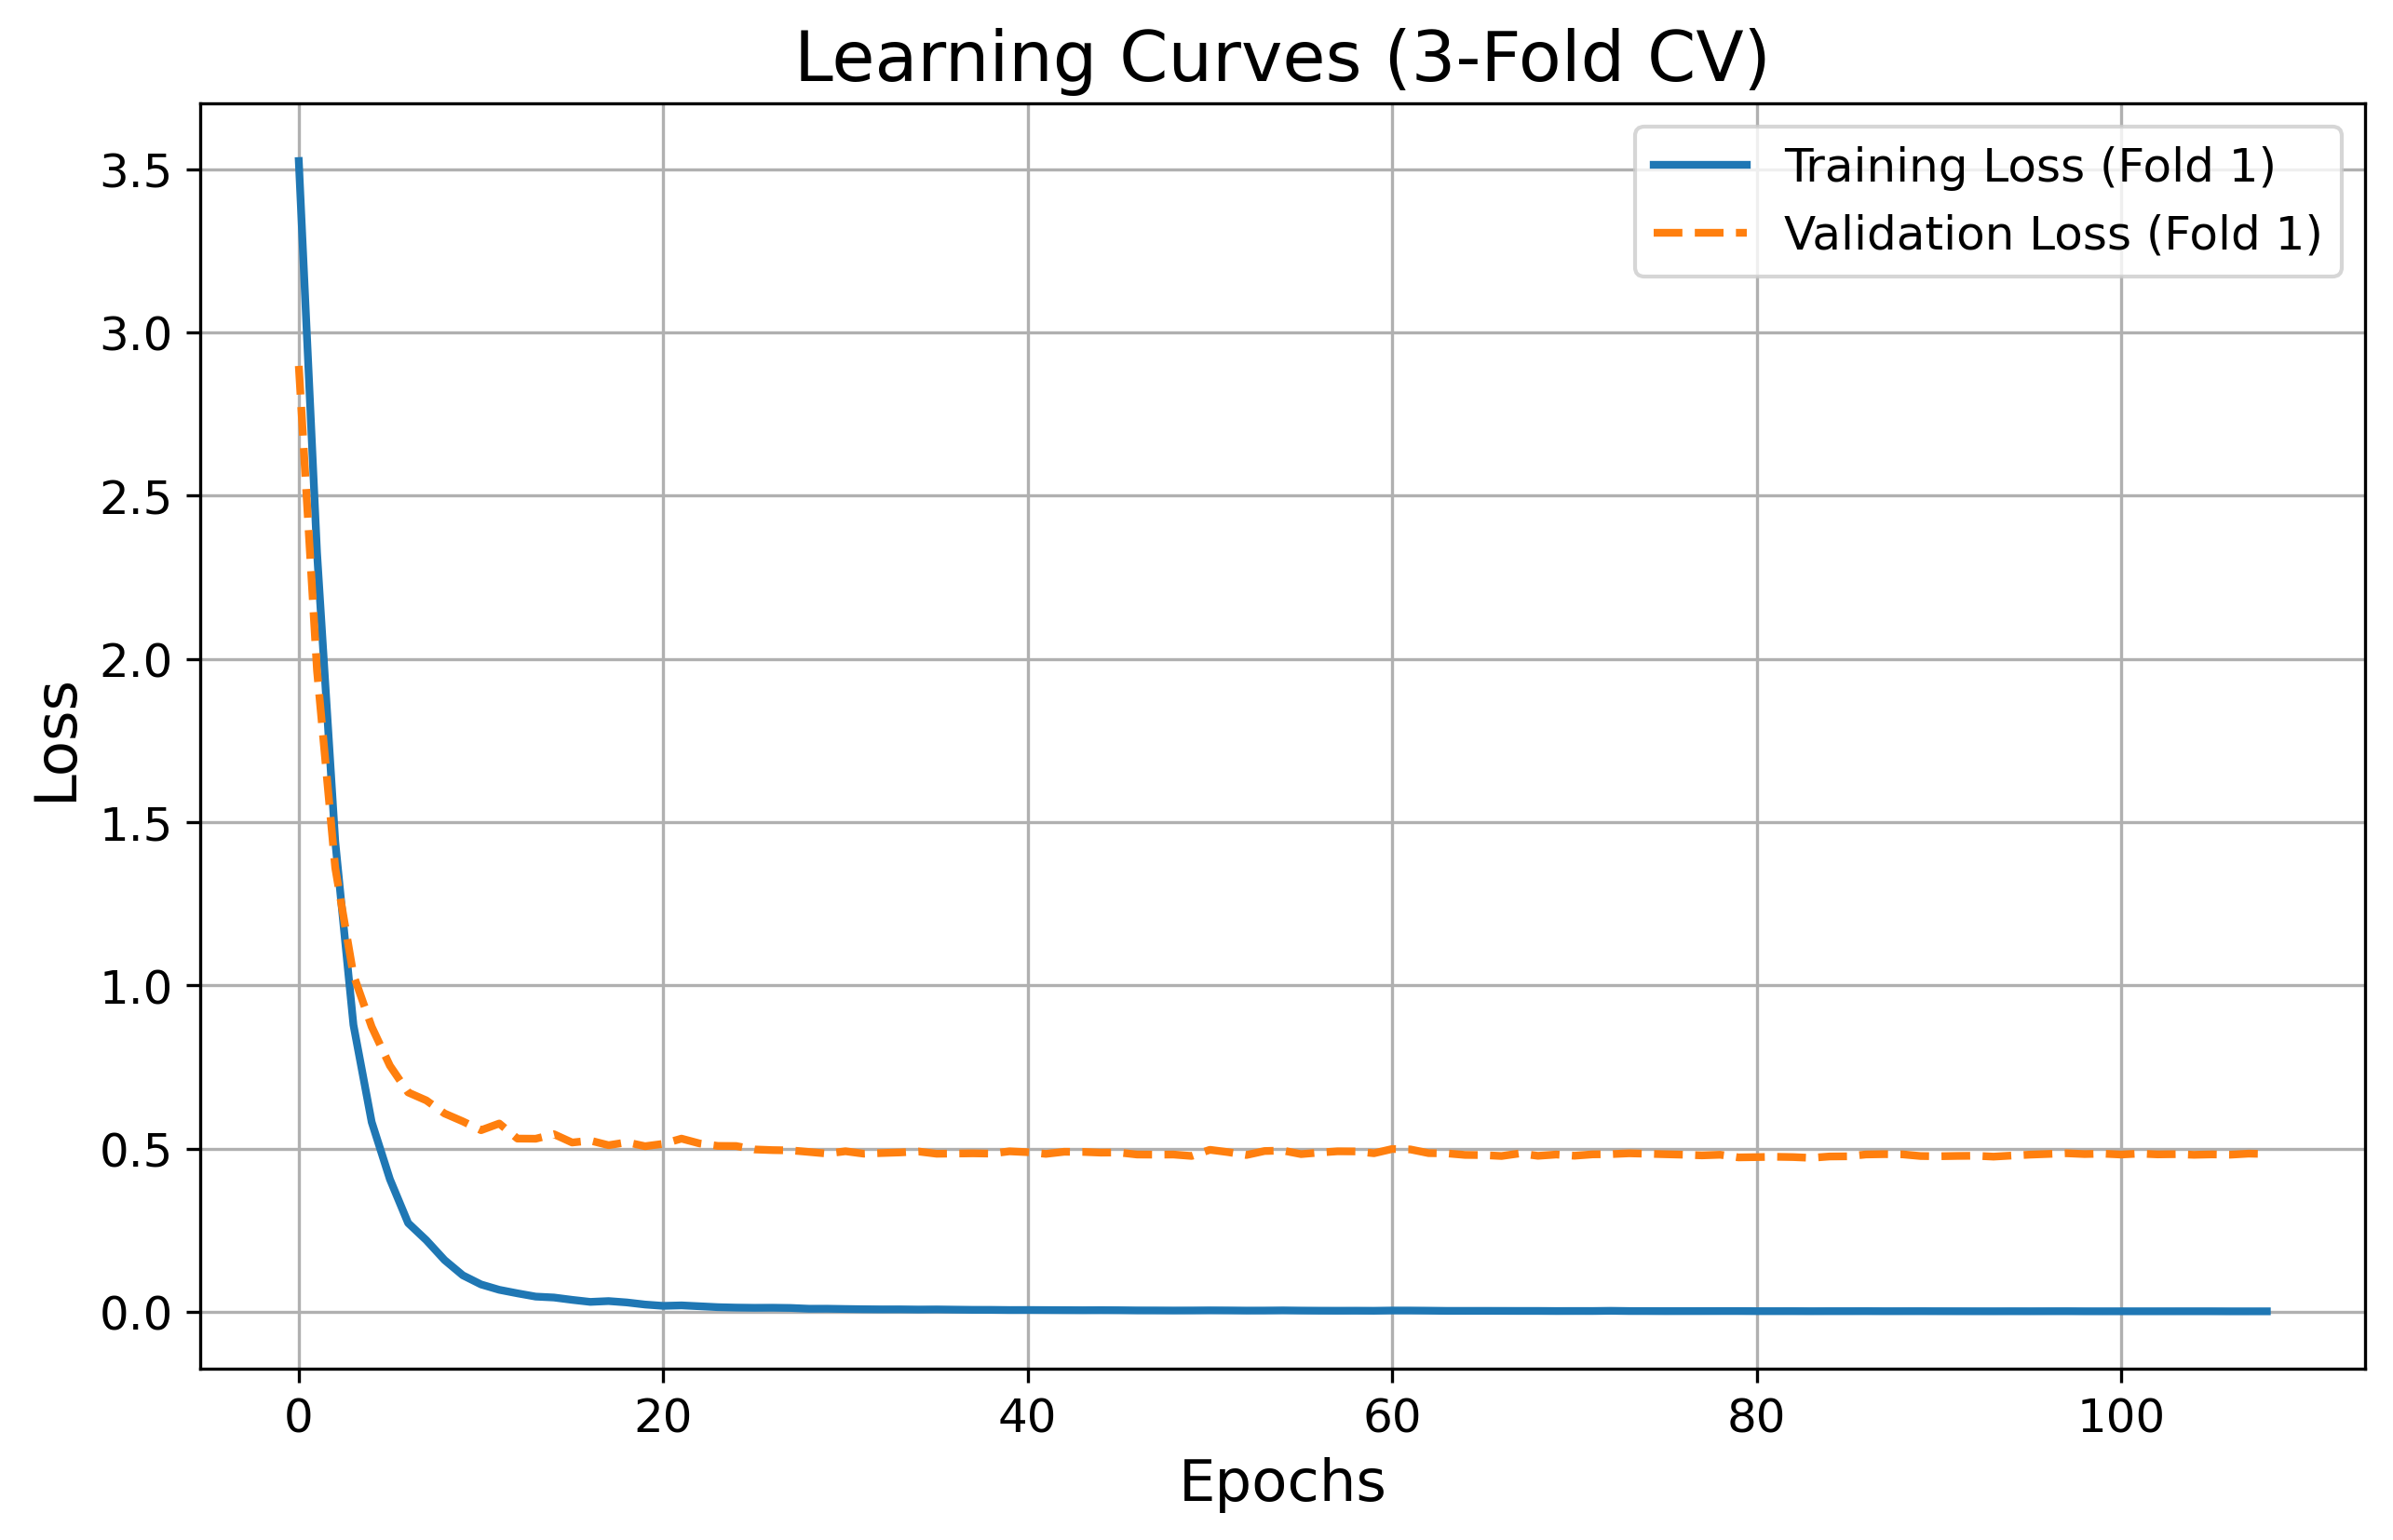 Learning Curves (3-Fold CV)
Training Loss (Fold 1)
Validation Loss (Fold 1)
3.5
3.0
2.5
2.0
1.5
1.0
0.5
0.0
Loss
0 20 40 60 80 100
Epochs